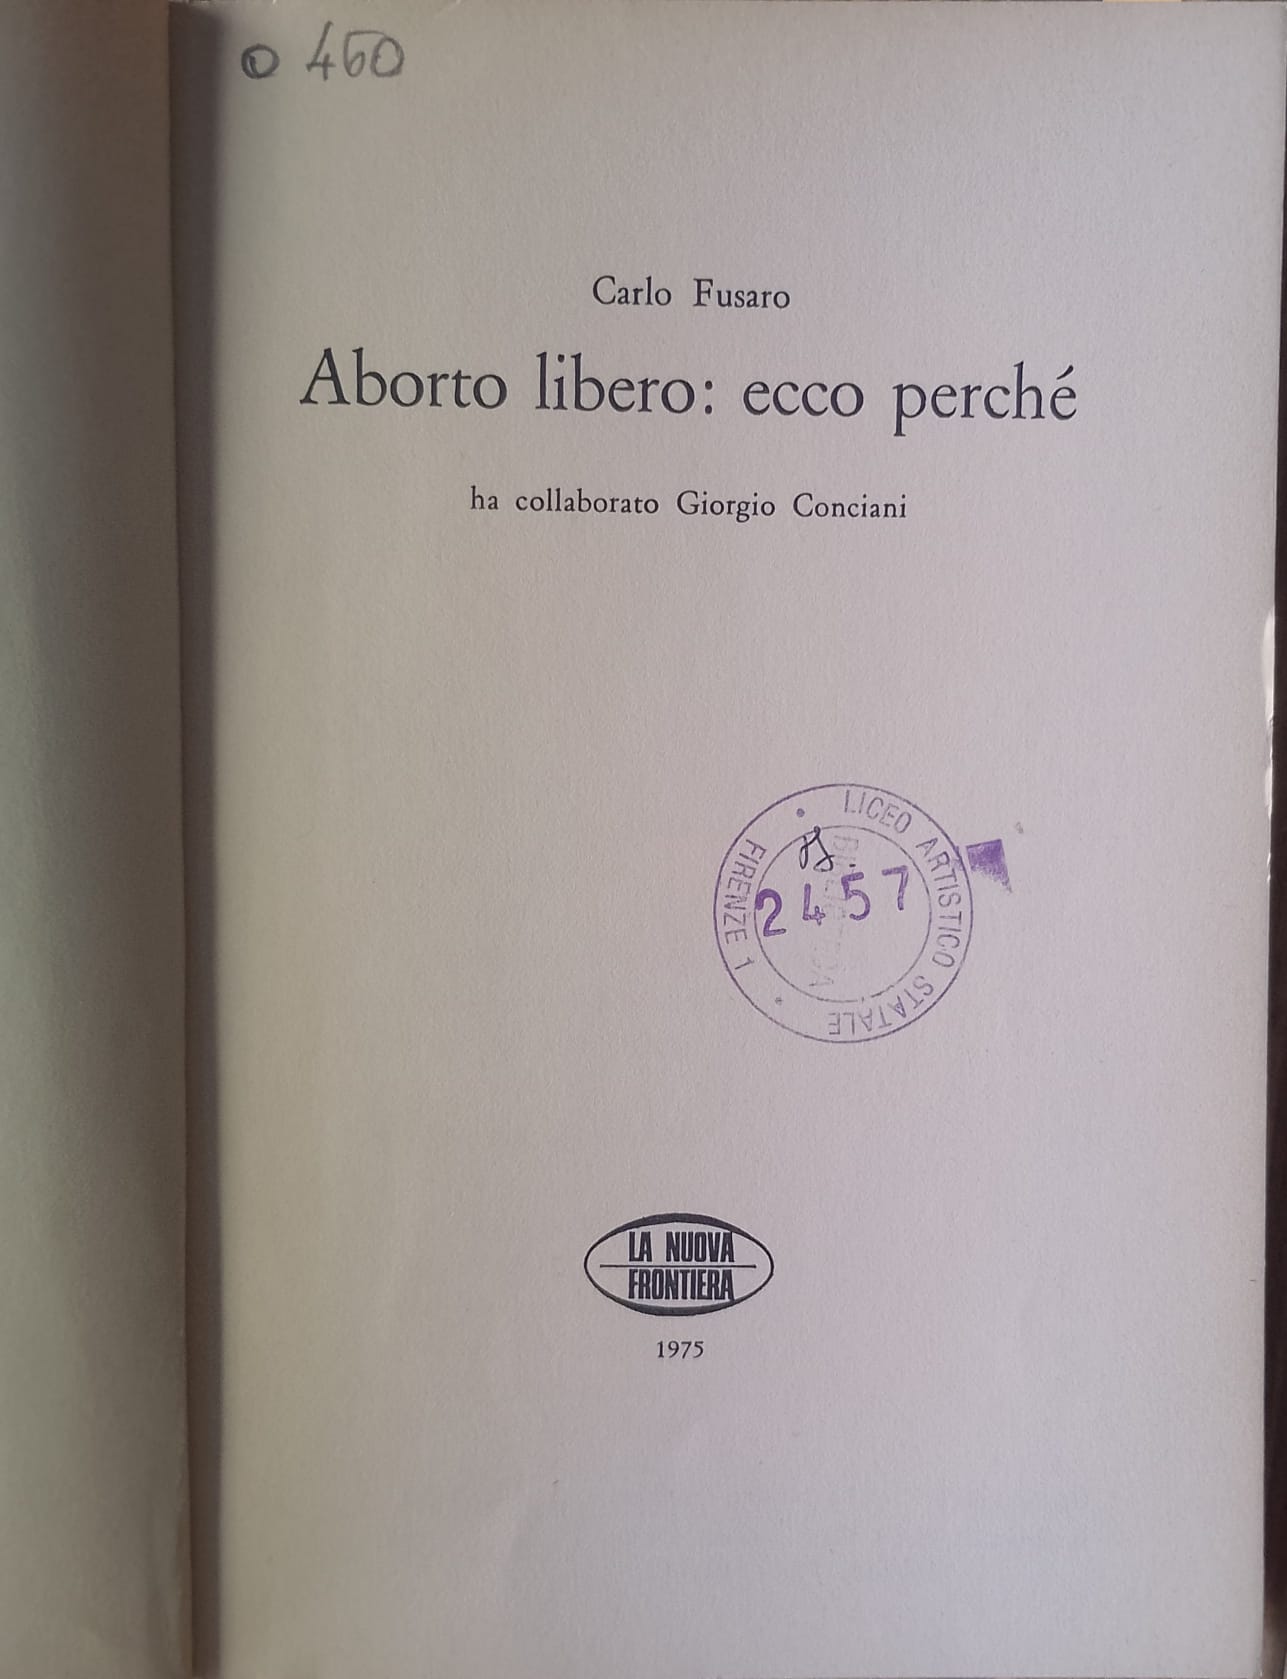 O 460
Carlo Fusaro
Aborto libero: ecco perché
ha collaborato Giorgio Conciani
LICEO ARTISTICO STATALE
FIRENZE 1
2457
LA NUOVA
FRONTIERA
1975